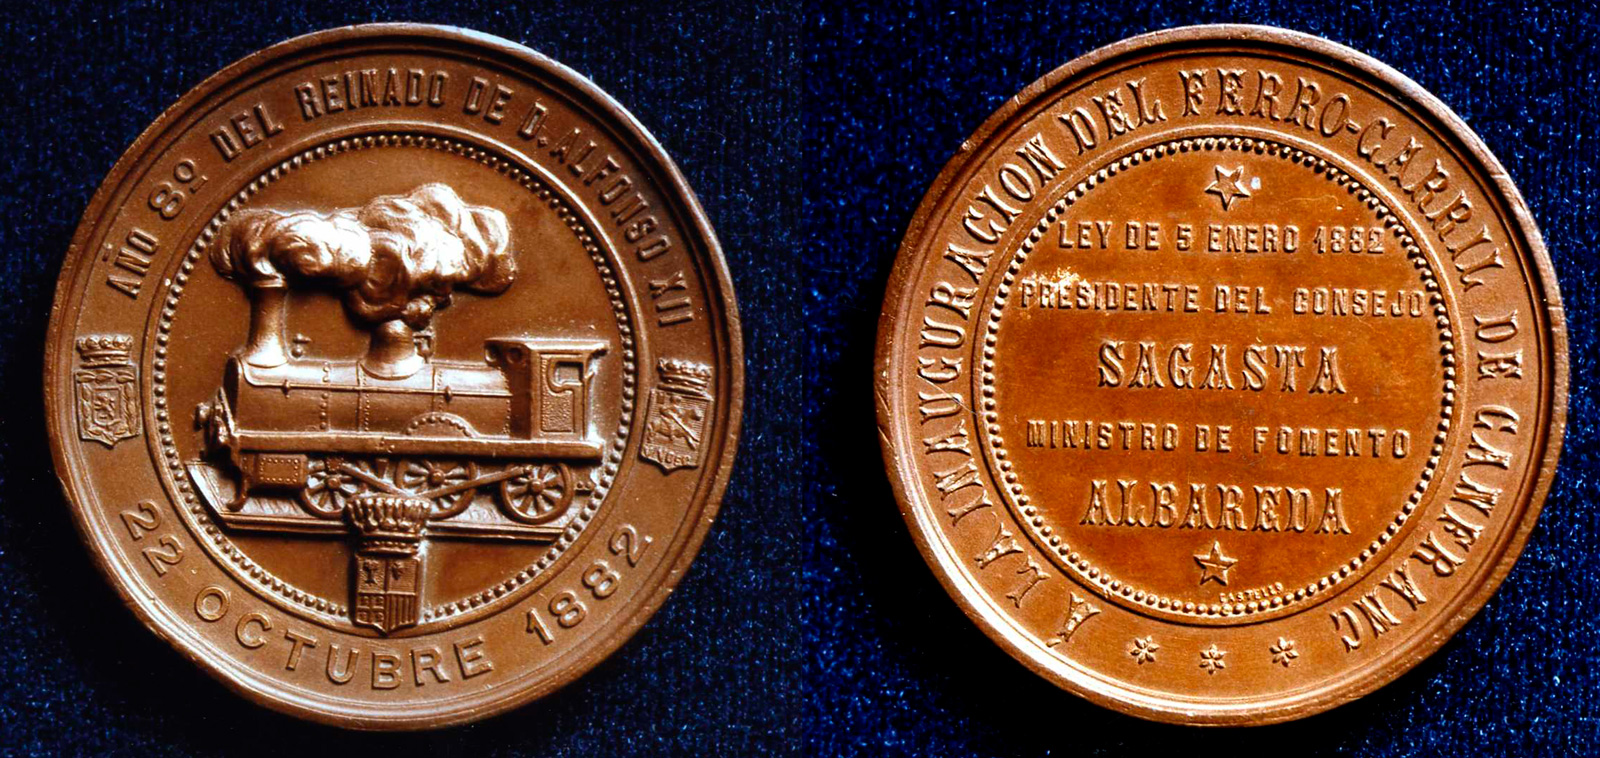 AÑO 8º DEL REINADO DE D. ALFONSO XII
22 OCTUBRE 1882
Á LA INAUGURACION DEL FERRO-CARRIL DE CANFRANC
LEY DE 5 ENERO 1882
PRESIDENTE DEL CONSEJO
SAGASTA
MINISTRO DE FOMENTO
ALBAREDA
CASTELLS